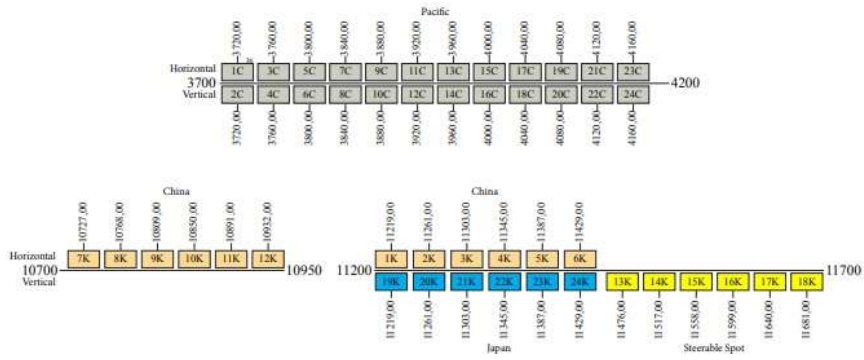 Pacific
3720,00 3760,00 3800,00 3840,00 3880,00 3920,00 3960,00 4000,00 4040,00 4080,00 4120,00 4160,00
36
Horizontal 1C 3C 5C 7C 9C 11C 13C 15C 17C 19C 21C 23C
3700 4200
Vertical 2C 4C 6C 8C 10C 12C 14C 16C 18C 20C 22C 24C
3720,00 3760,00 3800,00 3840,00 3880,00 3920,00 3960,00 4000,00 4040,00 4080,00 4120,00 4160,00
China China
10727,00 10768,00 10809,00 10850,00 10891,00 10932,00 11219,00 11261,00 11303,00 11345,00 11387,00 11429,00
Horizontal 7K 8K 9K 10K 11K 12K 1K 2K 3K 4K 5K 6K
10700 10950 11200 11700
Vertical 19K 20K 21K 22K 23K 24K 13K 14K 15K 16K 17K 18K
11219,00 11261,00 11303,00 11345,00 11387,00 11429,00 11476,00 11517,00 11558,00 11599,00 11640,00 11681,00
Japan Steerable Spot